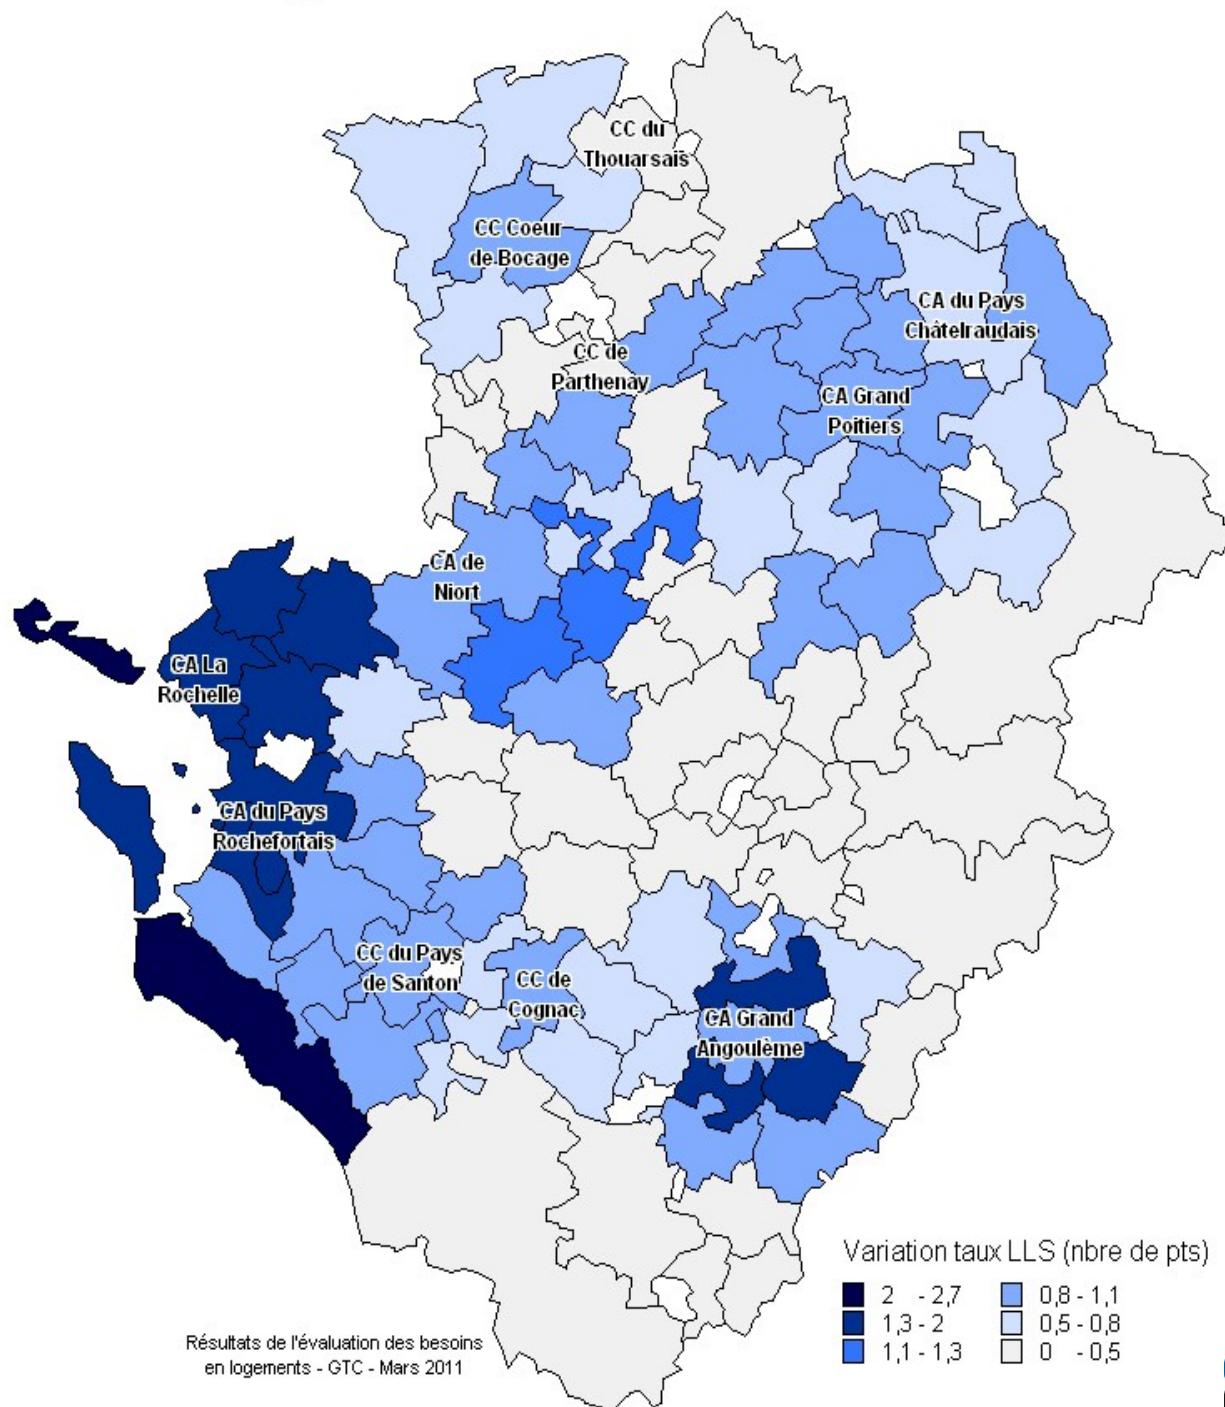 CC du
Thouarsais
CC Coeur
de Bocage
CA du Pays
Châtelraudais
CC de
Parthenay
CA Grand
Poitiers
CA de
Niort
CA La
Rochelle
CA du Pays
Rochefortais
CC du Pays
de Santon
CC de
Cognac
CA Grand
Angoulème
Variation taux LLS (nbre de pts)
2 - 2,7
1,3 - 2
1,1 - 1,3
0,8 - 1,1
0,5 - 0,8
0 - 0,5
Résultats de l'évaluation des besoins
en logements - GTC - Mars 2011